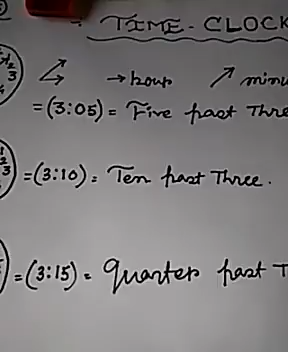 TIME - CLOCK
→ hour
= (3:05) = Five past Thre
= (3:10) = Ten past Three.
= (3:15) = Quarter past T